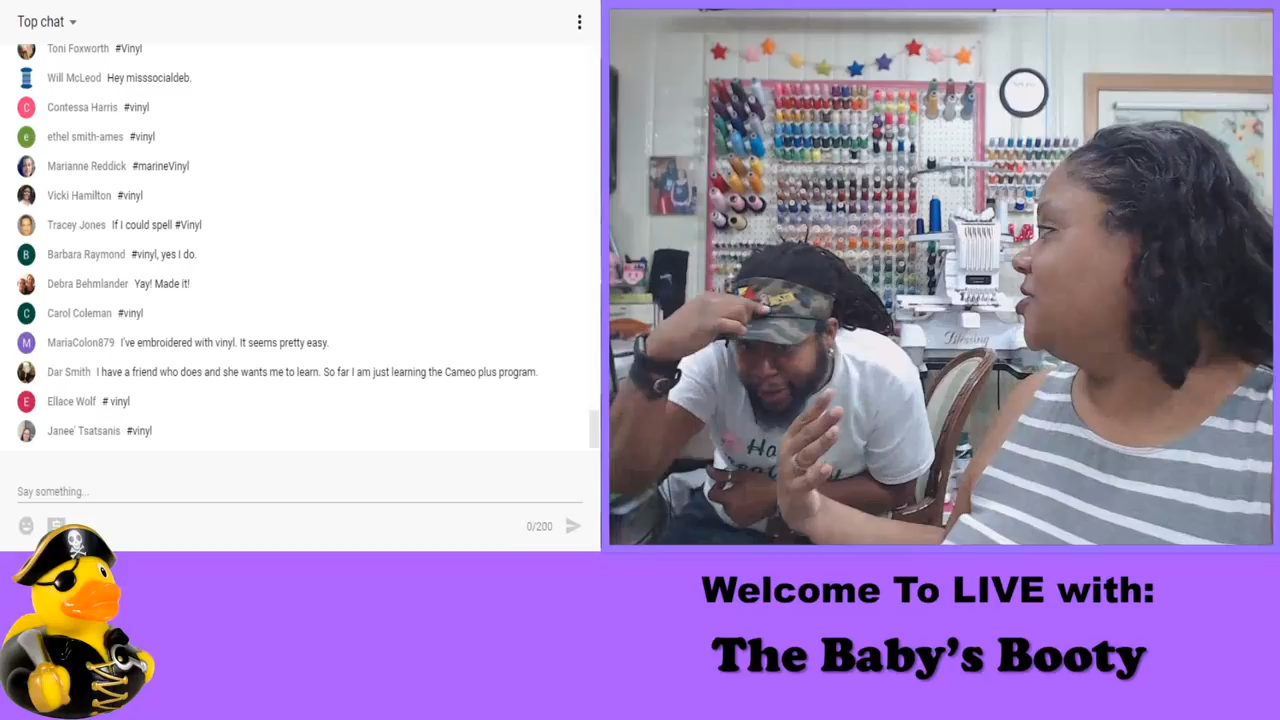 Top chat
Toni Foxworth #Vinyl
Will McLeod Hey misssocialdeb.
C Contessa Harris #vinyl
e ethel smith-ames #vinyl
Marianne Reddick #marineVinyl
Vicki Hamilton #vinyl
Tracey Jones If I could spell #Vinyl
B Barbara Raymond #vinyl, yes I do.
Debra Behmlander Yay! Made it!
C Carol Coleman #vinyl
M MariaColon879 I've embroidered with vinyl. It seems pretty easy.
Dar Smith I have a friend who does and she wants me to learn. So far I am just learning the Cameo plus program.
E Ellace Wolf # vinyl
Janee' Tsatsanis #vinyl
Say something...
0/200
Blessing
Welcome To LIVE with:
The Baby's Booty